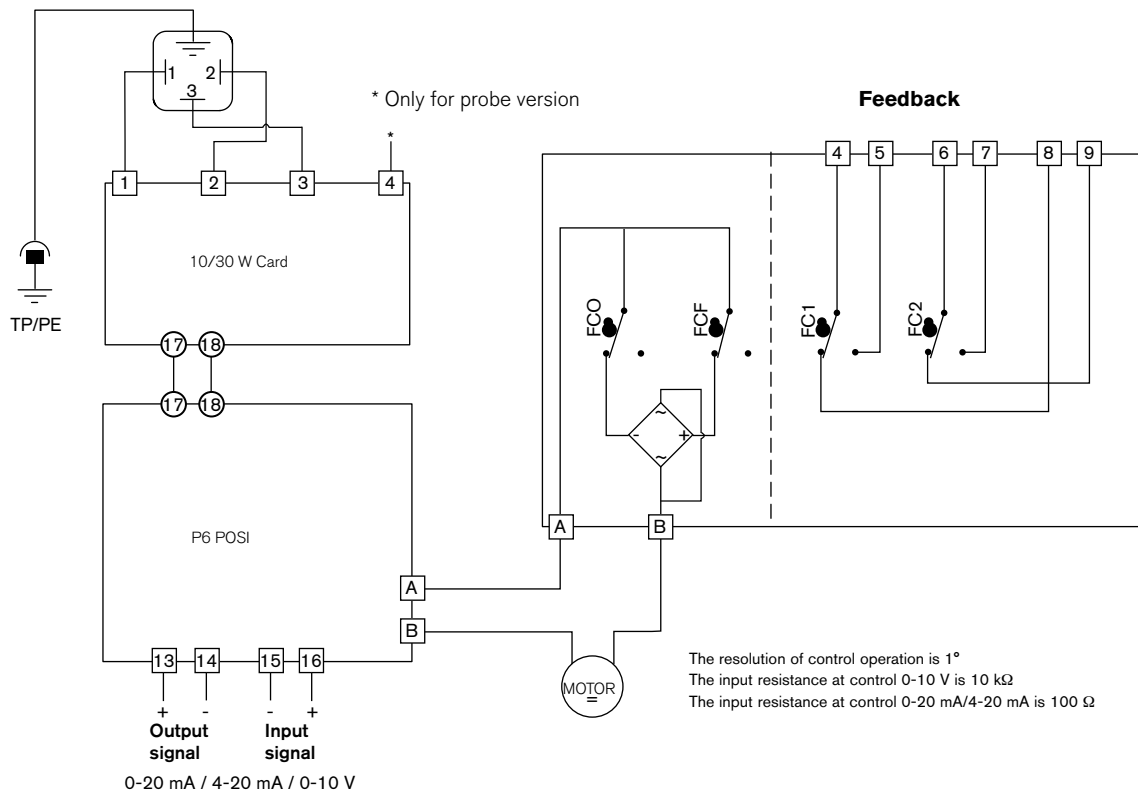 1 2
3
* Only for probe version
*
Feedback
1 2 3 4
4 5 6 7 8 9
10/30 W Card
TP/PE
17 18
17 18
FCO FCF FC1 FC2
~
- +
~
P6 POSI
A B
A
B
13 14 15 16
+ - - +
Output signal
Input signal
0-20 mA / 4-20 mA / 0-10 V
MOTOR
=
The resolution of control operation is 1°
The input resistance at control 0-10 V is 10 kΩ
The input resistance at control 0-20 mA/4-20 mA is 100 Ω